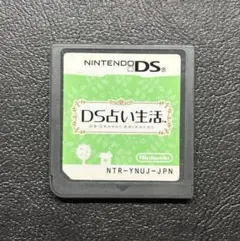 NINTENDO DS
DS占い生活
Nintendo
NTR-YNUJ-JPN